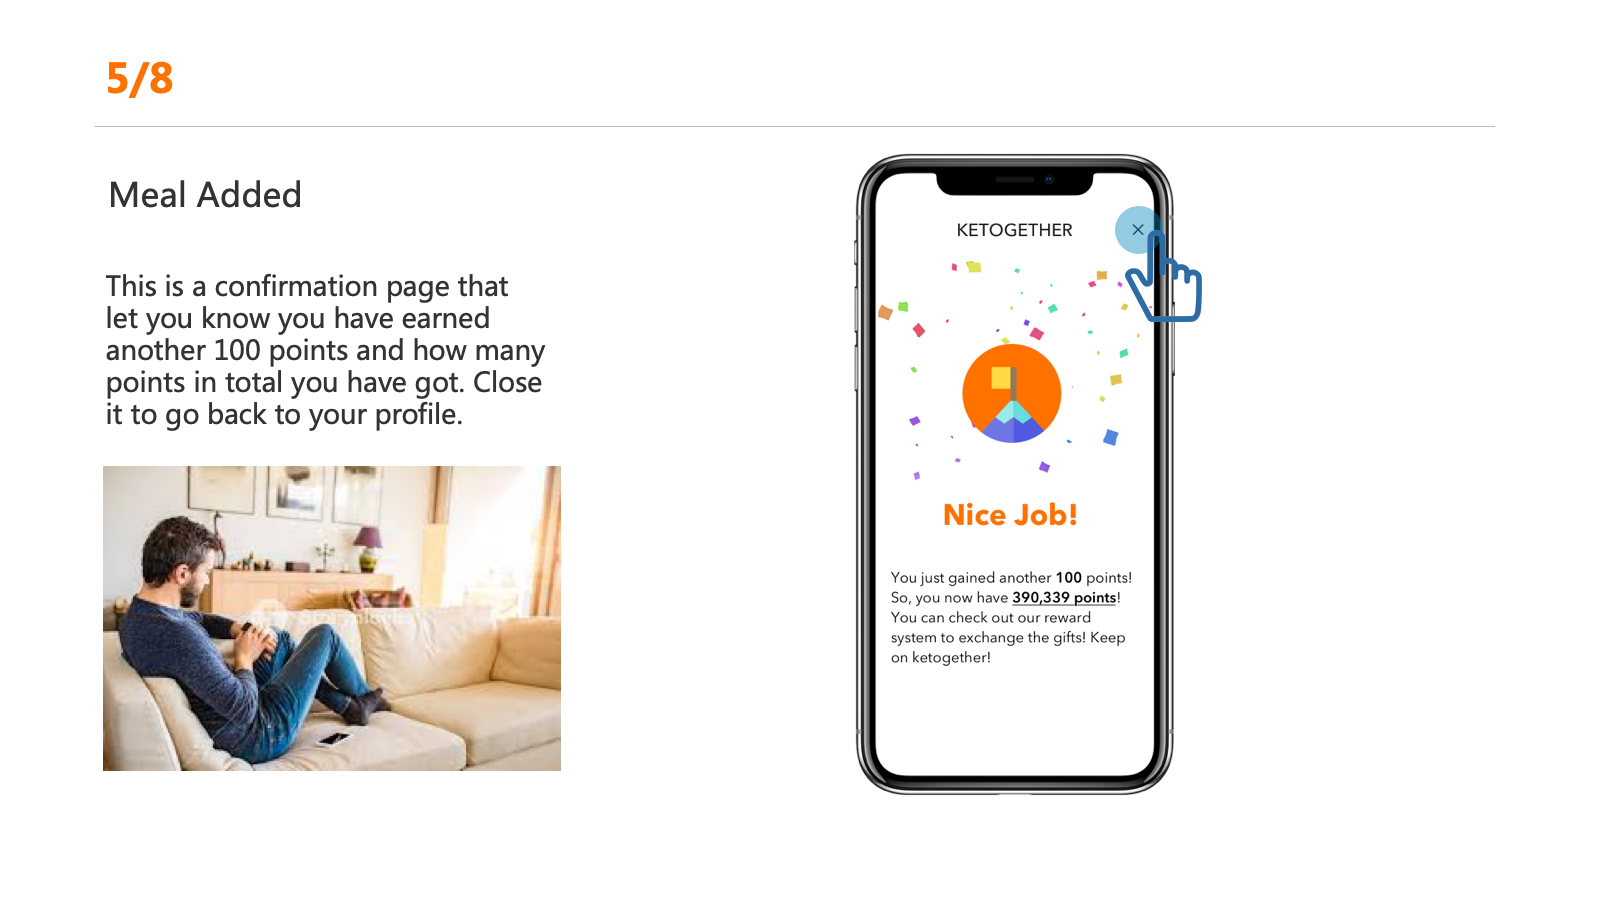 5/8
Meal Added
This is a confirmation page that
let you know you have earned
another 100 points and how many
points in total you have got. Close
it to go back to your profile.
KETOGETHER
Nice Job!
You just gained another 100 points!
So, you now have 390,339 points!
You can check out our reward
system to exchange the gifts! Keep
on ketogether!